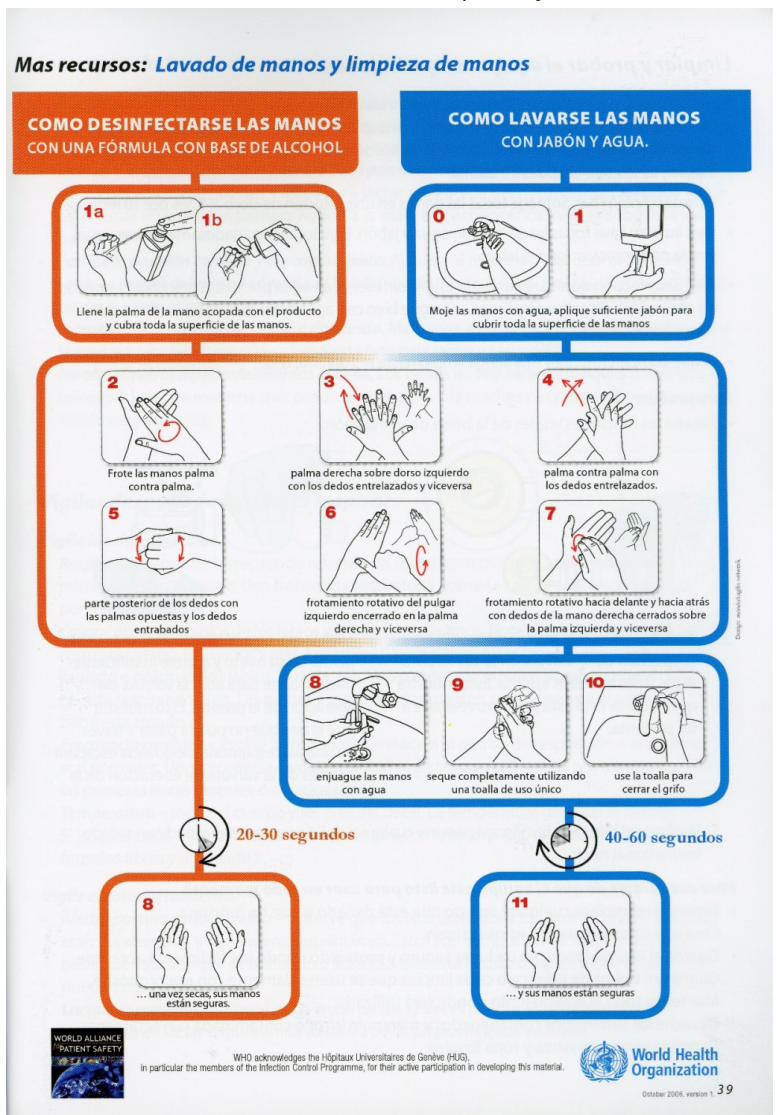 Mas recursos: Lavado de manos y limpieza de manos
COMO DESINFECTARSE LAS MANOS
CON UNA FÓRMULA CON BASE DE ALCOHOL
COMO LAVARSE LAS MANOS
CON JABÓN Y AGUA.
1a
1b
Llene la palma de la mano acopada con el producto
y cubra toda la superficie de las manos.
0
1
Moje las manos con agua, aplique suficiente jabón para
cubrir toda la superficie de las manos
2
Frote las manos palma
contra palma.
3
palma derecha sobre dorso izquierdo
con los dedos entrelazados y viceversa
4
palma contra palma con
los dedos entrelazados.
5
parte posterior de los dedos con
las palmas opuestas y los dedos
entrabados
6
frotamiento rotativo del pulgar
izquierdo encerrado en la palma
derecha y viceversa
7
frotamiento rotativo hacia delante y hacia atrás
con dedos de la mano derecha cerrados sobre
la palma izquierda y viceversa
8
enjuague las manos
con agua
9
seque completamente utilizando
una toalla de uso único
10
use la toalla para
cerrar el grifo
20-30 segundos
40-60 segundos
8
... una vez secas, sus manos
están seguras.
11
... y sus manos están seguras
WORLD ALLIANCE
for PATIENT SAFETY
WHO acknowledges the Hôpitaux Universitaires de Genève (HUG),
in particular the members of the Infection Control Programme, for their active participation in developing this material.
World Health
Organization
October 2006, version 1.
39